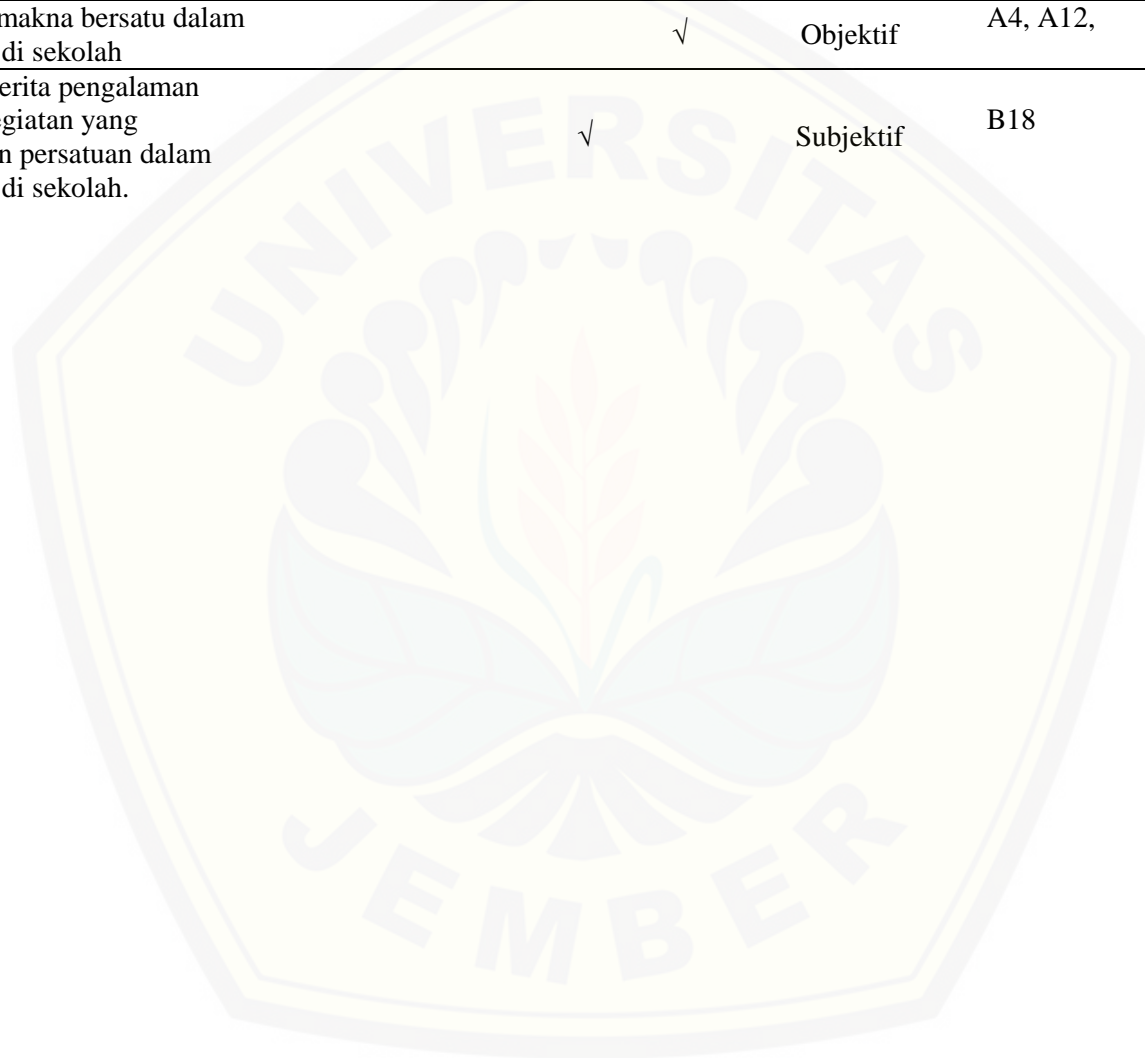 makna bersatu dalam
di sekolah
√
Objektif
A4, A12,
erita pengalaman
egiatan yang
n persatuan dalam
di sekolah.
√
Subjektif
B18
UNIVERSITAS
JEMBER